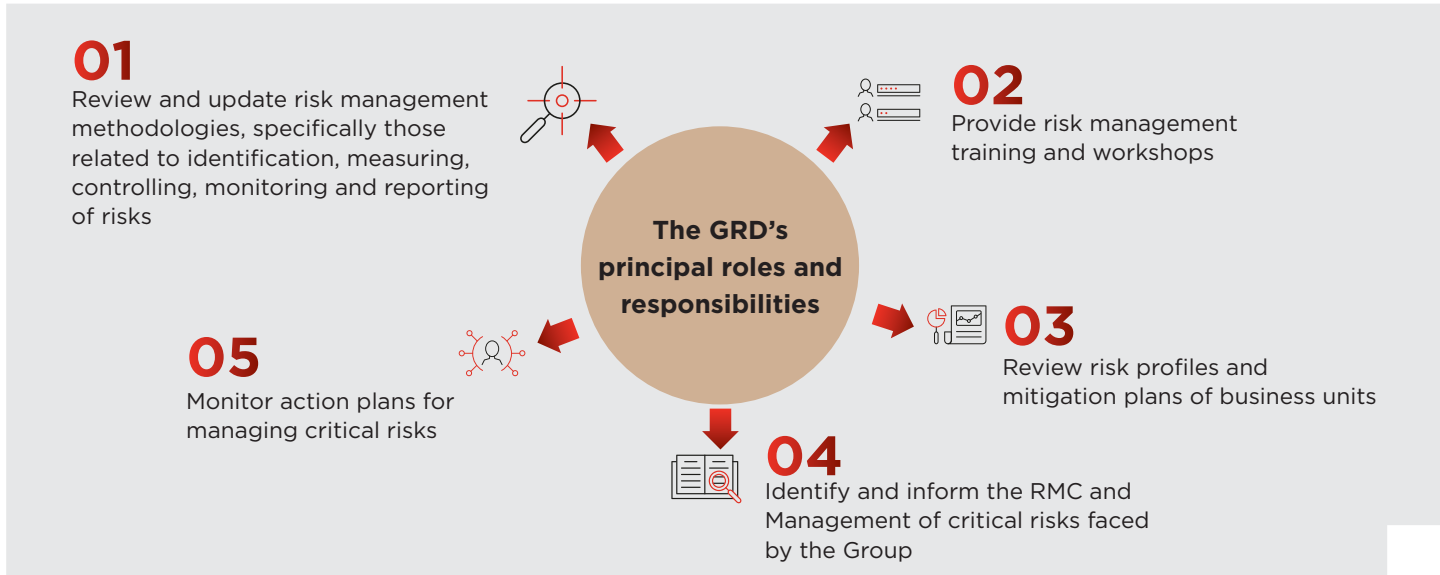 The GRD's
principal roles and
responsibilities
01
Review and update risk management
methodologies, specifically those
related to identification, measuring,
controlling, monitoring and reporting
of risks
02
Provide risk management
training and workshops
03
Review risk profiles and
mitigation plans of business units
04
Identify and inform the RMC and
Management of critical risks faced
by the Group
05
Monitor action plans for
managing critical risks